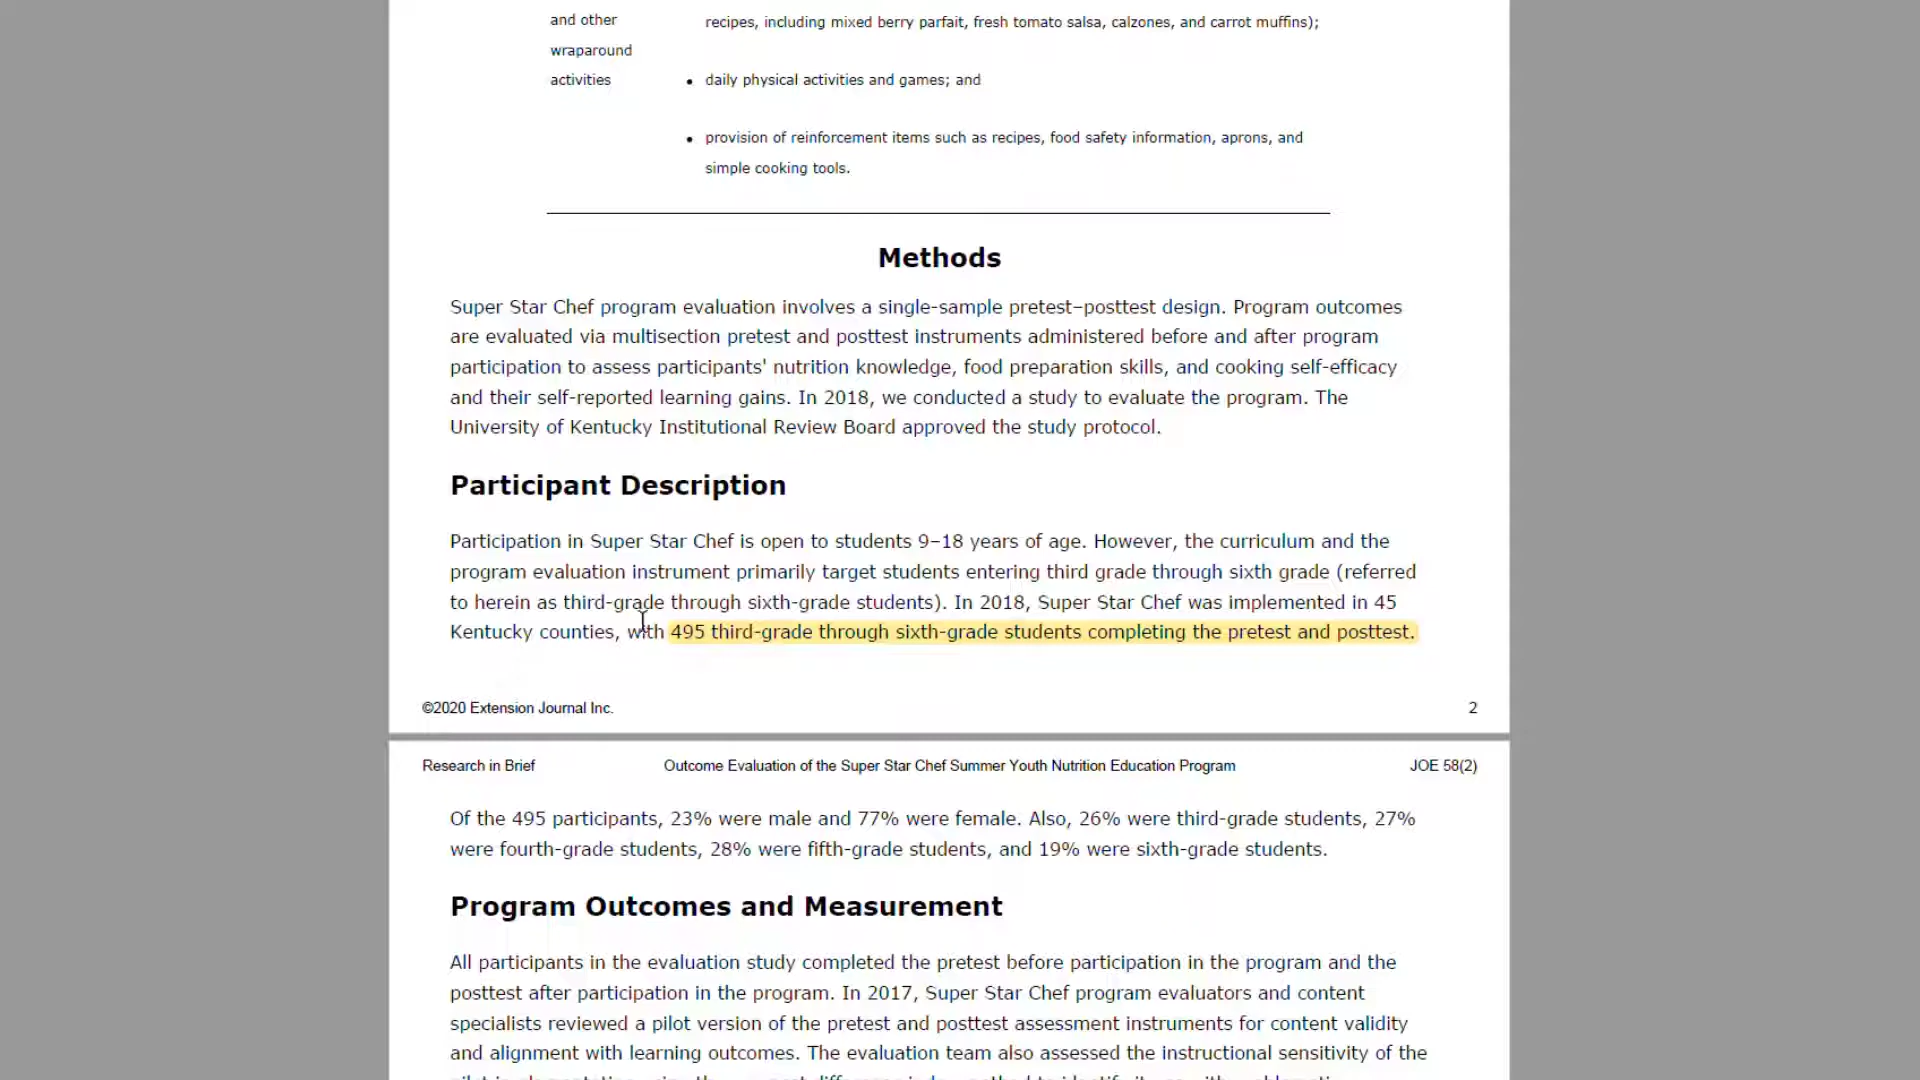 and other
wraparound
activities
recipes, including mixed berry parfait, fresh tomato salsa, calzones, and carrot muffins);
• daily physical activities and games; and
• provision of reinforcement items such as recipes, food safety information, aprons, and
simple cooking tools.
Methods
Super Star Chef program evaluation involves a single-sample pretest–posttest design. Program outcomes
are evaluated via multisection pretest and posttest instruments administered before and after program
participation to assess participants' nutrition knowledge, food preparation skills, and cooking self-efficacy
and their self-reported learning gains. In 2018, we conducted a study to evaluate the program. The
University of Kentucky Institutional Review Board approved the study protocol.
Participant Description
Participation in Super Star Chef is open to students 9–18 years of age. However, the curriculum and the
program evaluation instrument primarily target students entering third grade through sixth grade (referred
to herein as third-grade through sixth-grade students). In 2018, Super Star Chef was implemented in 45
Kentucky counties, with 495 third-grade through sixth-grade students completing the pretest and posttest.
©2020 Extension Journal Inc. 2
Research in Brief Outcome Evaluation of the Super Star Chef Summer Youth Nutrition Education Program JOE 58(2)
Of the 495 participants, 23% were male and 77% were female. Also, 26% were third-grade students, 27%
were fourth-grade students, 28% were fifth-grade students, and 19% were sixth-grade students.
Program Outcomes and Measurement
All participants in the evaluation study completed the pretest before participation in the program and the
posttest after participation in the program. In 2017, Super Star Chef program evaluators and content
specialists reviewed a pilot version of the pretest and posttest assessment instruments for content validity
and alignment with learning outcomes. The evaluation team also assessed the instructional sensitivity of the